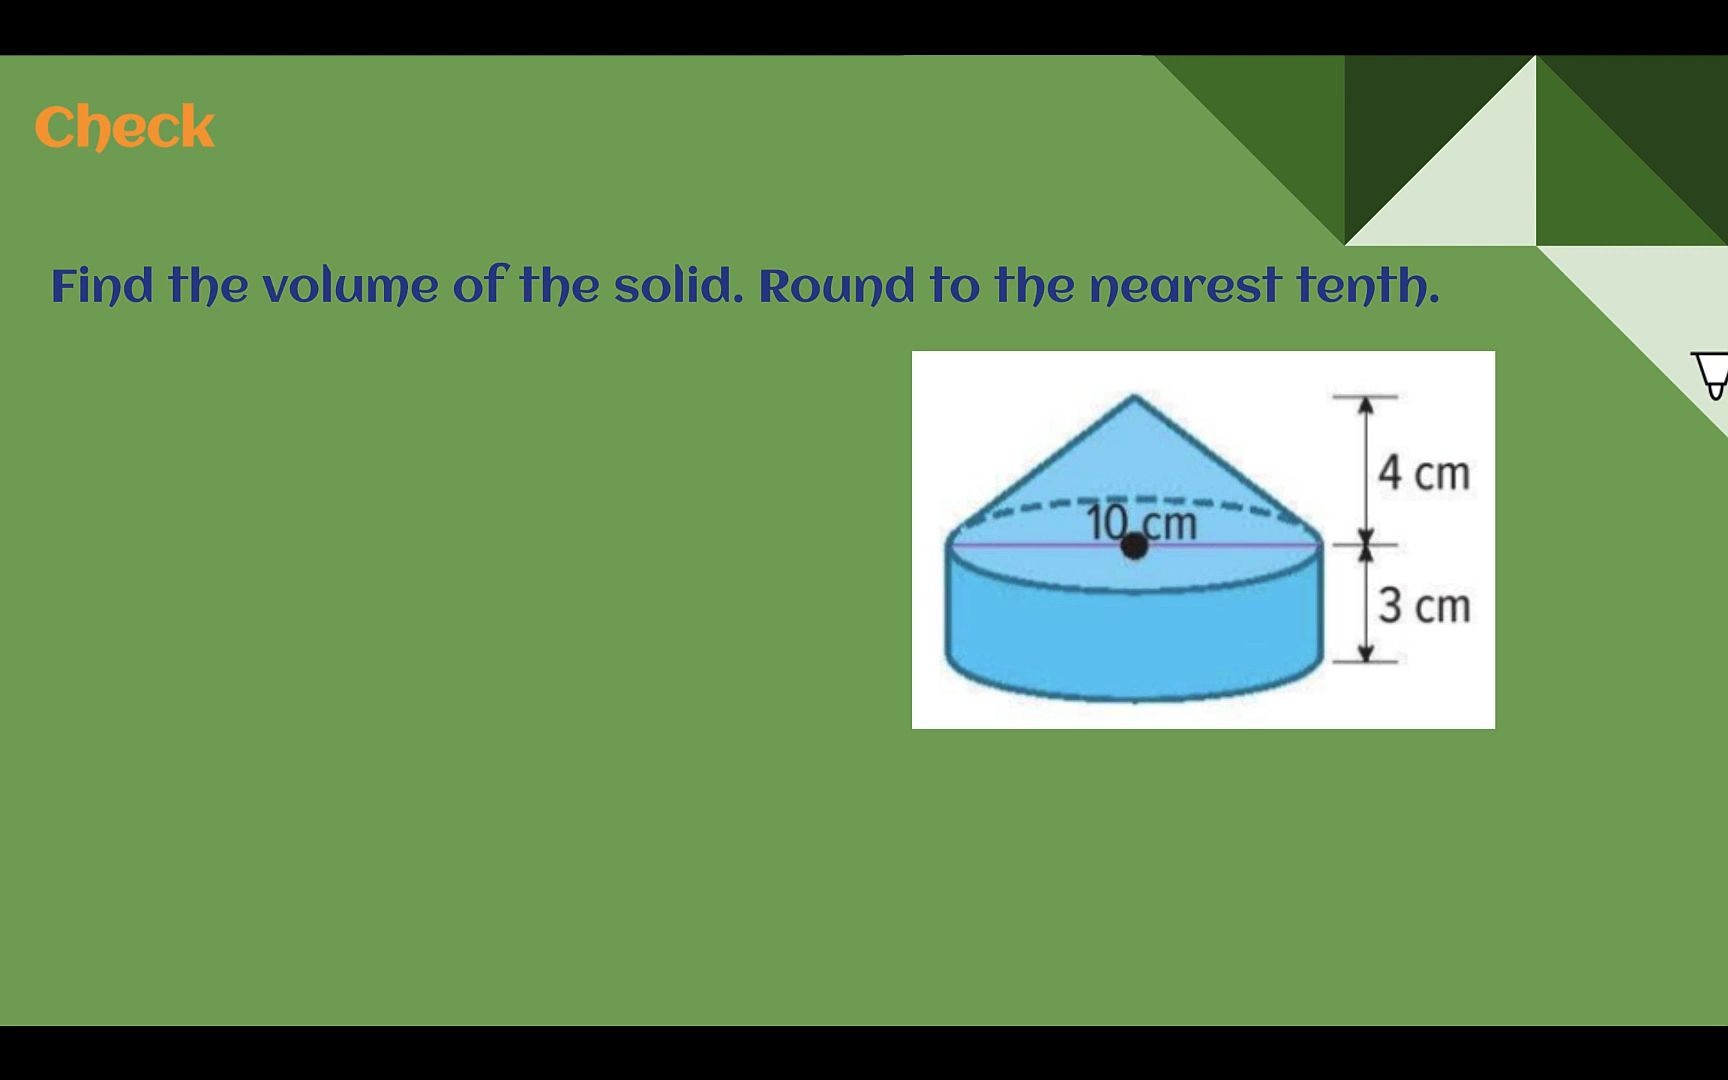 Check
Find the volume of the solid. Round to the nearest tenth.
4 cm
10 cm
3 cm